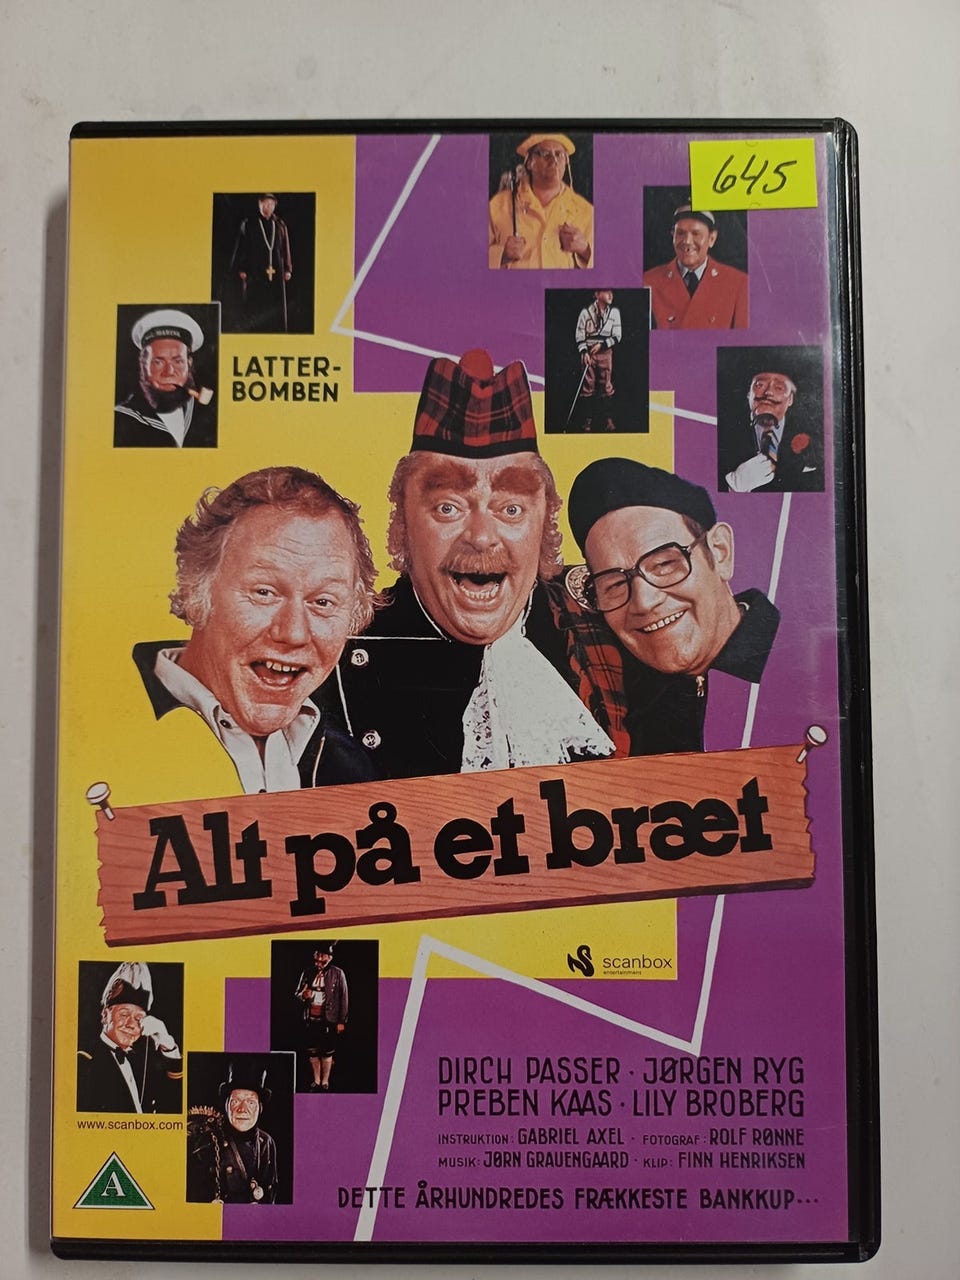 645
LATTER-
BOMBEN
Alt på et bræt
scanbox
entertainment
DIRCH PASSER · JØRGEN RYG
PREBEN KAAS · LILY BROBERG
INSTRUKTION: GABRIEL AXEL · FOTOGRAF: ROLF RØNNE
MUSIK: JØRN GRAUENGAARD · KLIP: FINN HENRIKSEN
www.scanbox.com
A
DETTE ÅRHUNDREDES FRÆKKESTE BANKKUP...